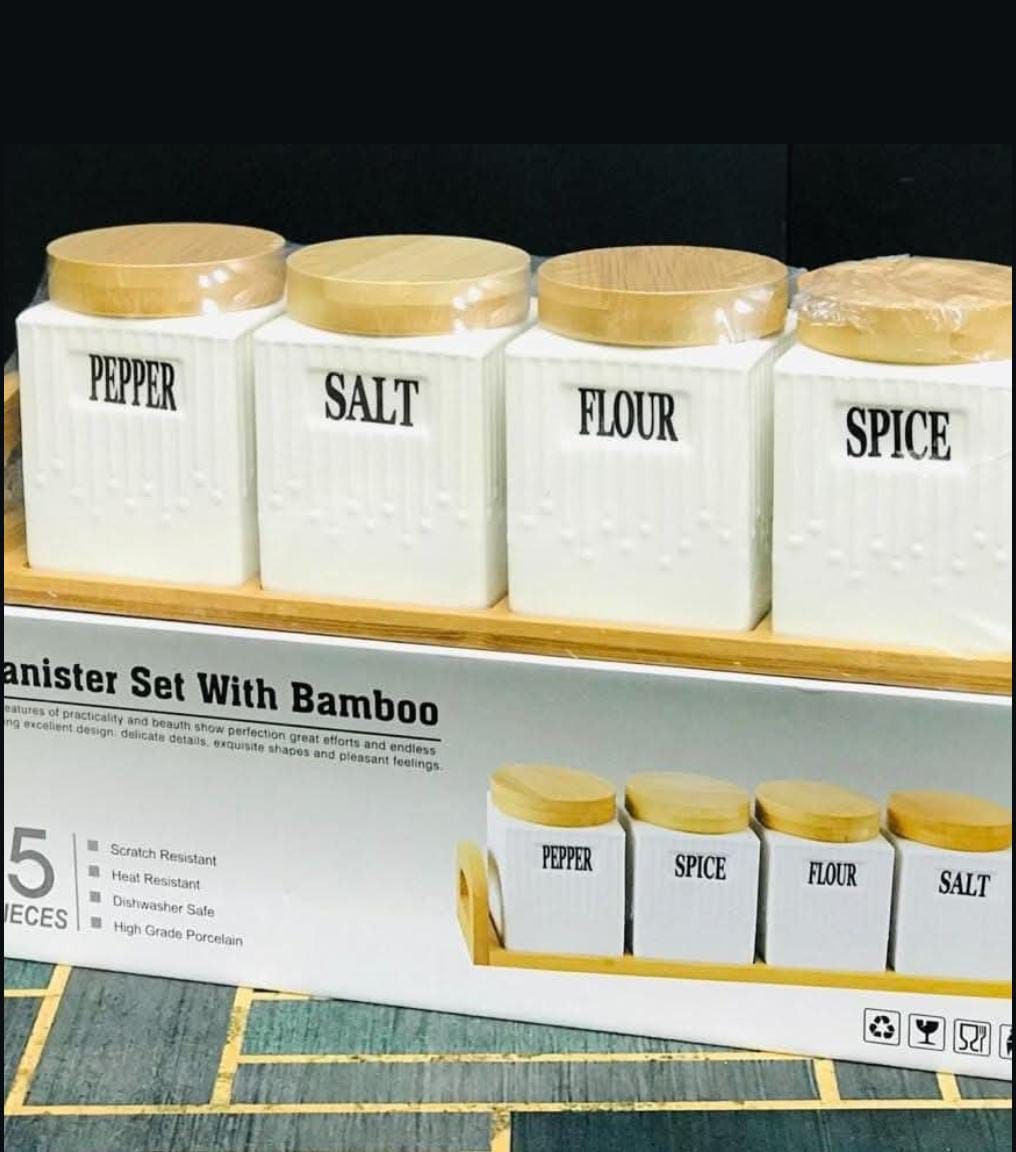 PEPPER
SALT
FLOUR
SPICE
anister Set With Bamboo
eatures of practicality and beauth show perfection great efforts and endless
ng excellent design. delicate details, exquisite shapes and pleasant feelings.
5
IECES
Scratch Resistant
Heat Resistant
Dishwasher Safe
High Grade Porcelain
PEPPER
SPICE
FLOUR
SALT